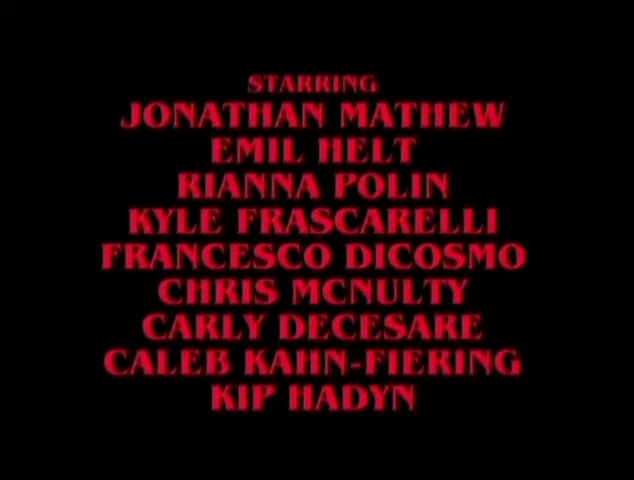 STARRING
JONATHAN MATHEW
EMIL HELT
RIANNA POLIN
KYLE FRASCARELLI
FRANCESCO DICOSMO
CHRIS MCNULTY
CARLY DECESARE
CALEB KAHN-FIERING
KIP HADYN